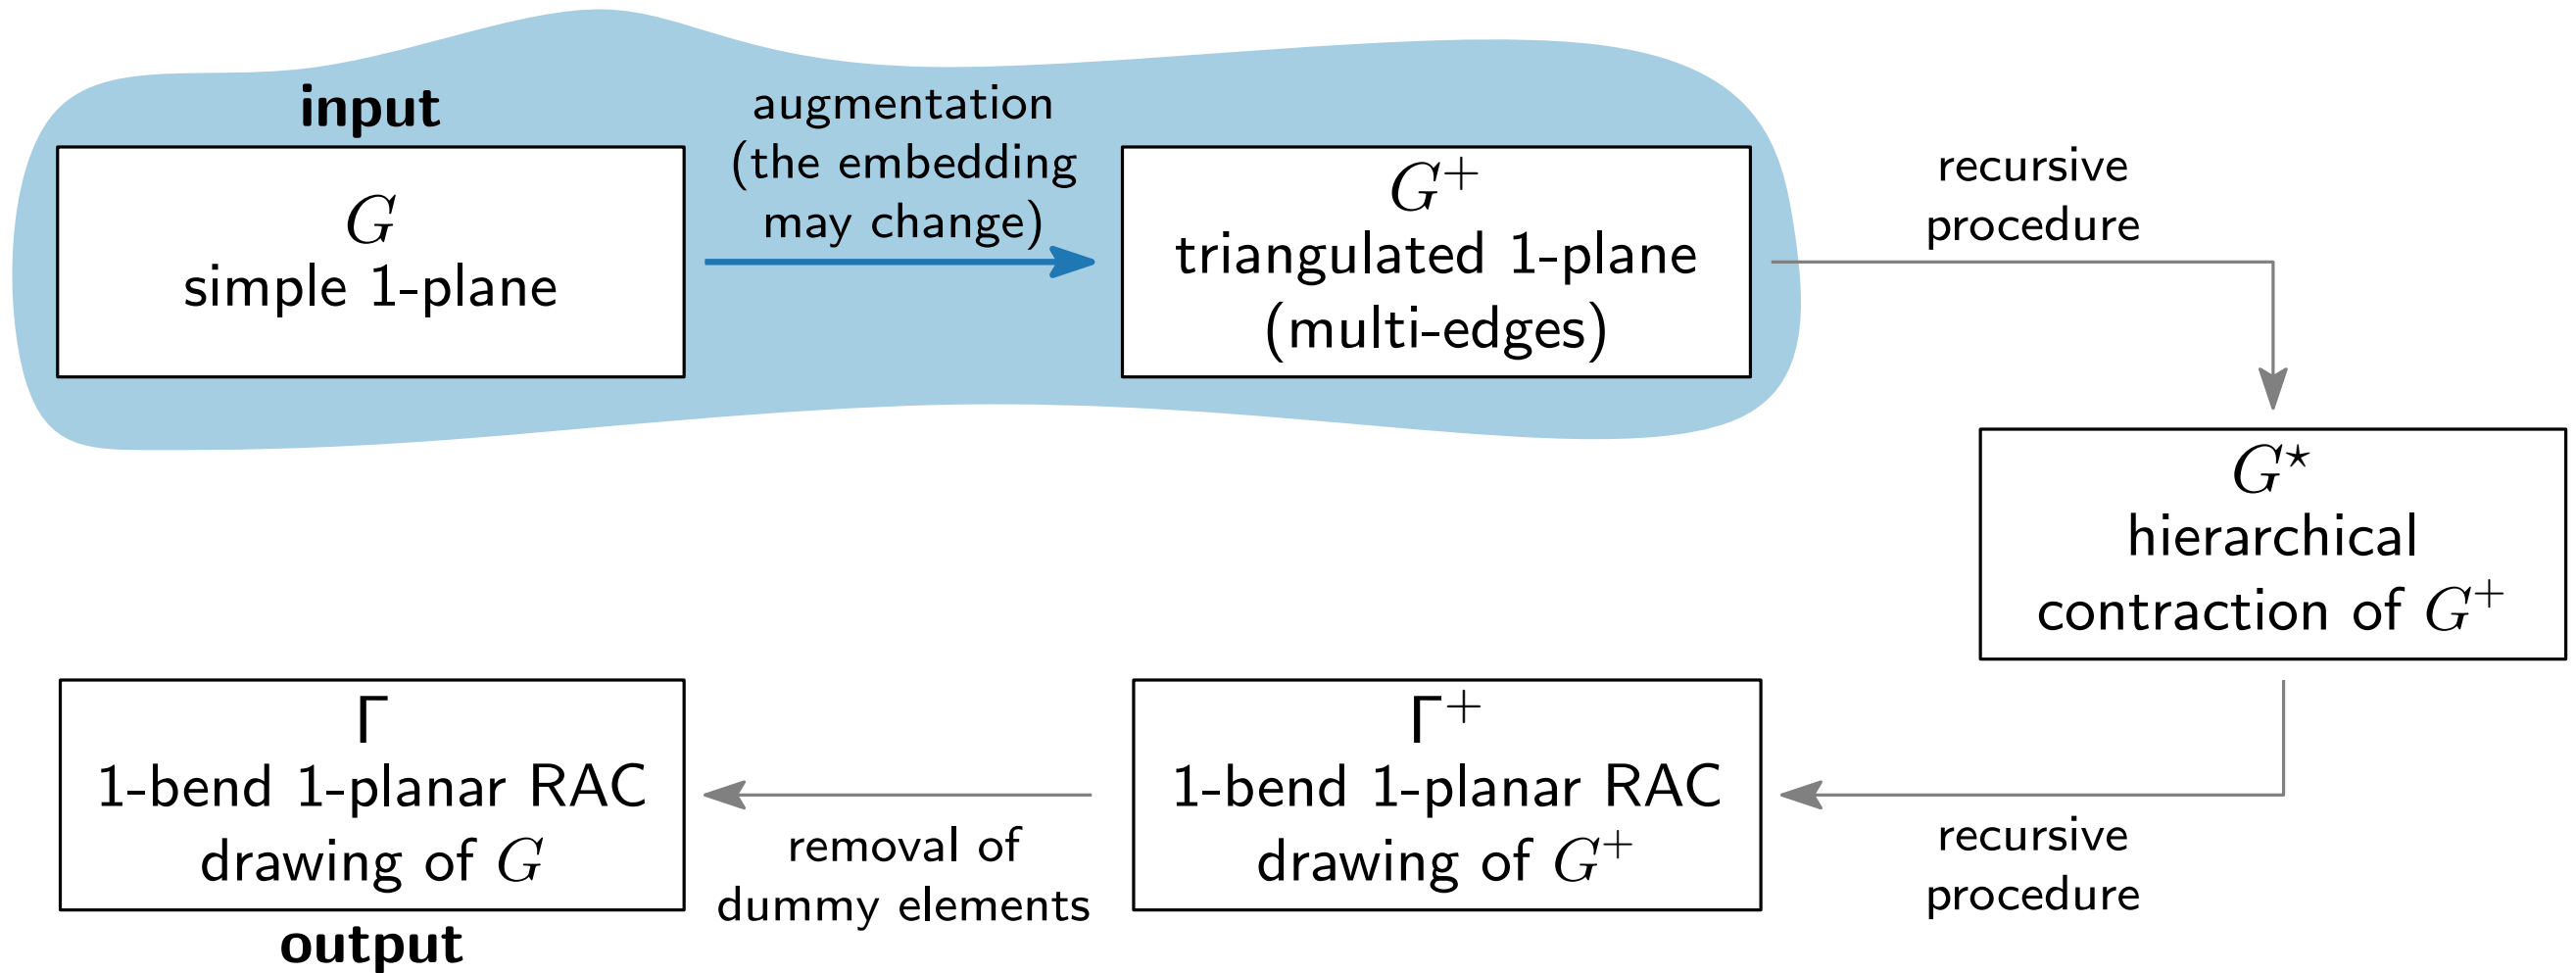 input
G
simple 1-plane
augmentation
(the embedding
may change)
G⁺
triangulated 1-plane
(multi-edges)
recursive
procedure
G⋆
hierarchical
contraction of G⁺
recursive
procedure
Γ⁺
1-bend 1-planar RAC
drawing of G⁺
removal of
dummy elements
Γ
1-bend 1-planar RAC
drawing of G
output